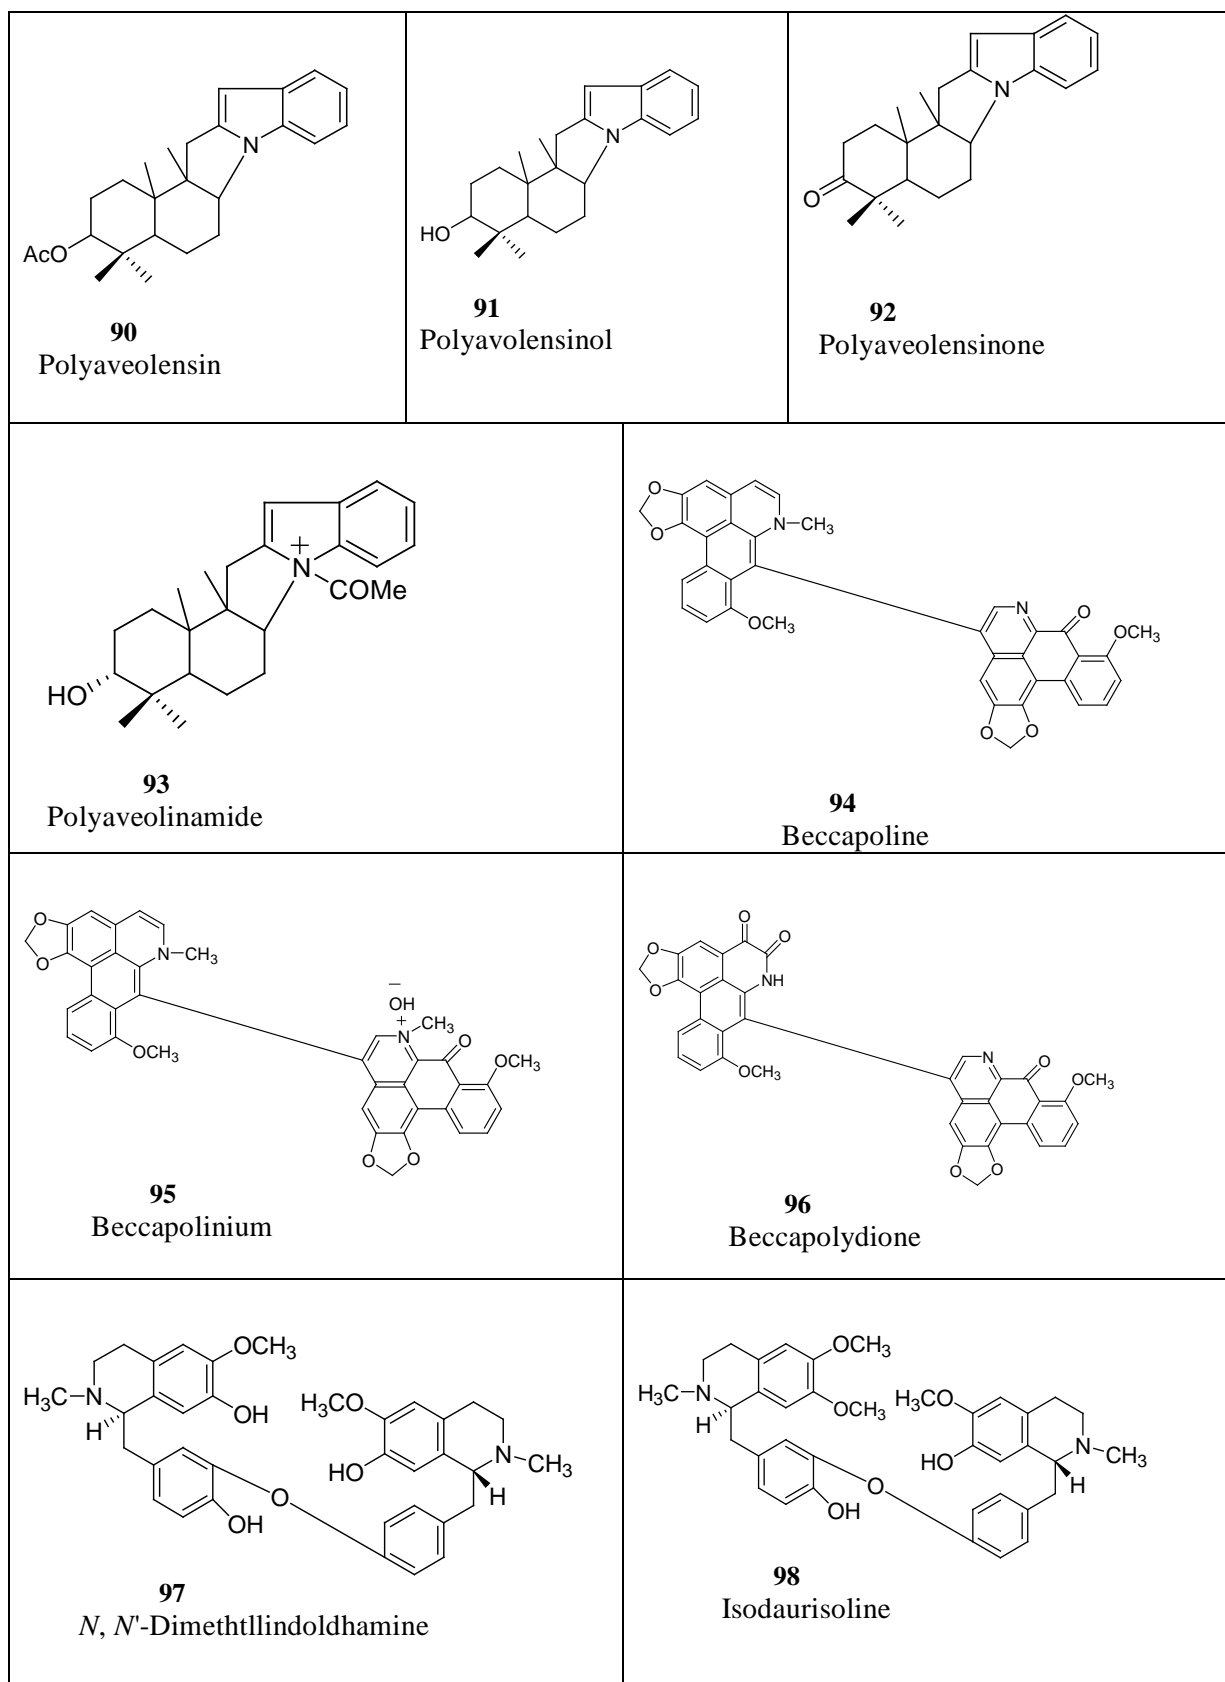 N
AcO
90
Polyaveolensin
N
HO
91
Polyavolensinol
N
O
92
Polyaveolensinone
+
N
COMe
HO
93
Polyaveolinamide
O
O
N
CH3
OCH3
N
O
OCH3
O
O
94
Beccapoline
O
O
N
CH3
OCH3
−
OH
+
N
CH3
O
OCH3
O
O
95
Beccapolinium
O
O
O
O
NH
OCH3
N
O
OCH3
O
O
96
Beccapolydione
OCH3
H3C
N
OH
H
H3CO
HO
N
CH3
H
O
OH
97
N, N'-Dimethtllindoldhamine
OCH3
H3C
N
OCH3
H
H3CO
HO
N
CH3
H
O
OH
98
Isodaurisoline